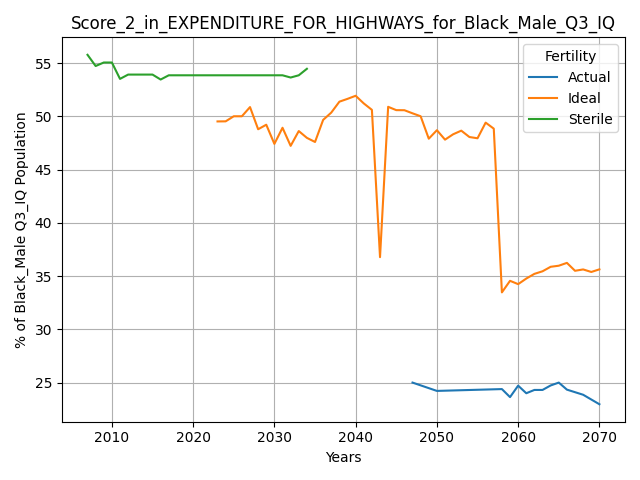 Score_2_in_EXPENDITURE_FOR_HIGHWAYS_for_Black_Male_Q3_IQ
Fertility
Actual
Ideal
Sterile
% of Black_Male Q3_IQ Population
55
50
45
40
35
30
25
2010 2020 2030 2040 2050 2060 2070
Years